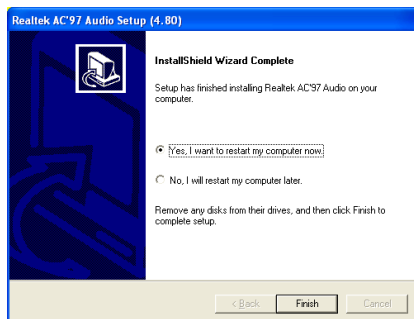 Realtek AC'97 Audio Setup (4.80)
InstallShield Wizard Complete
Setup has finished installing Realtek AC'97 Audio on your
computer.
Yes, I want to restart my computer now.
No, I will restart my computer later.
Remove any disks from their drives, and then click Finish to
complete setup.
< Back
Finish
Cancel